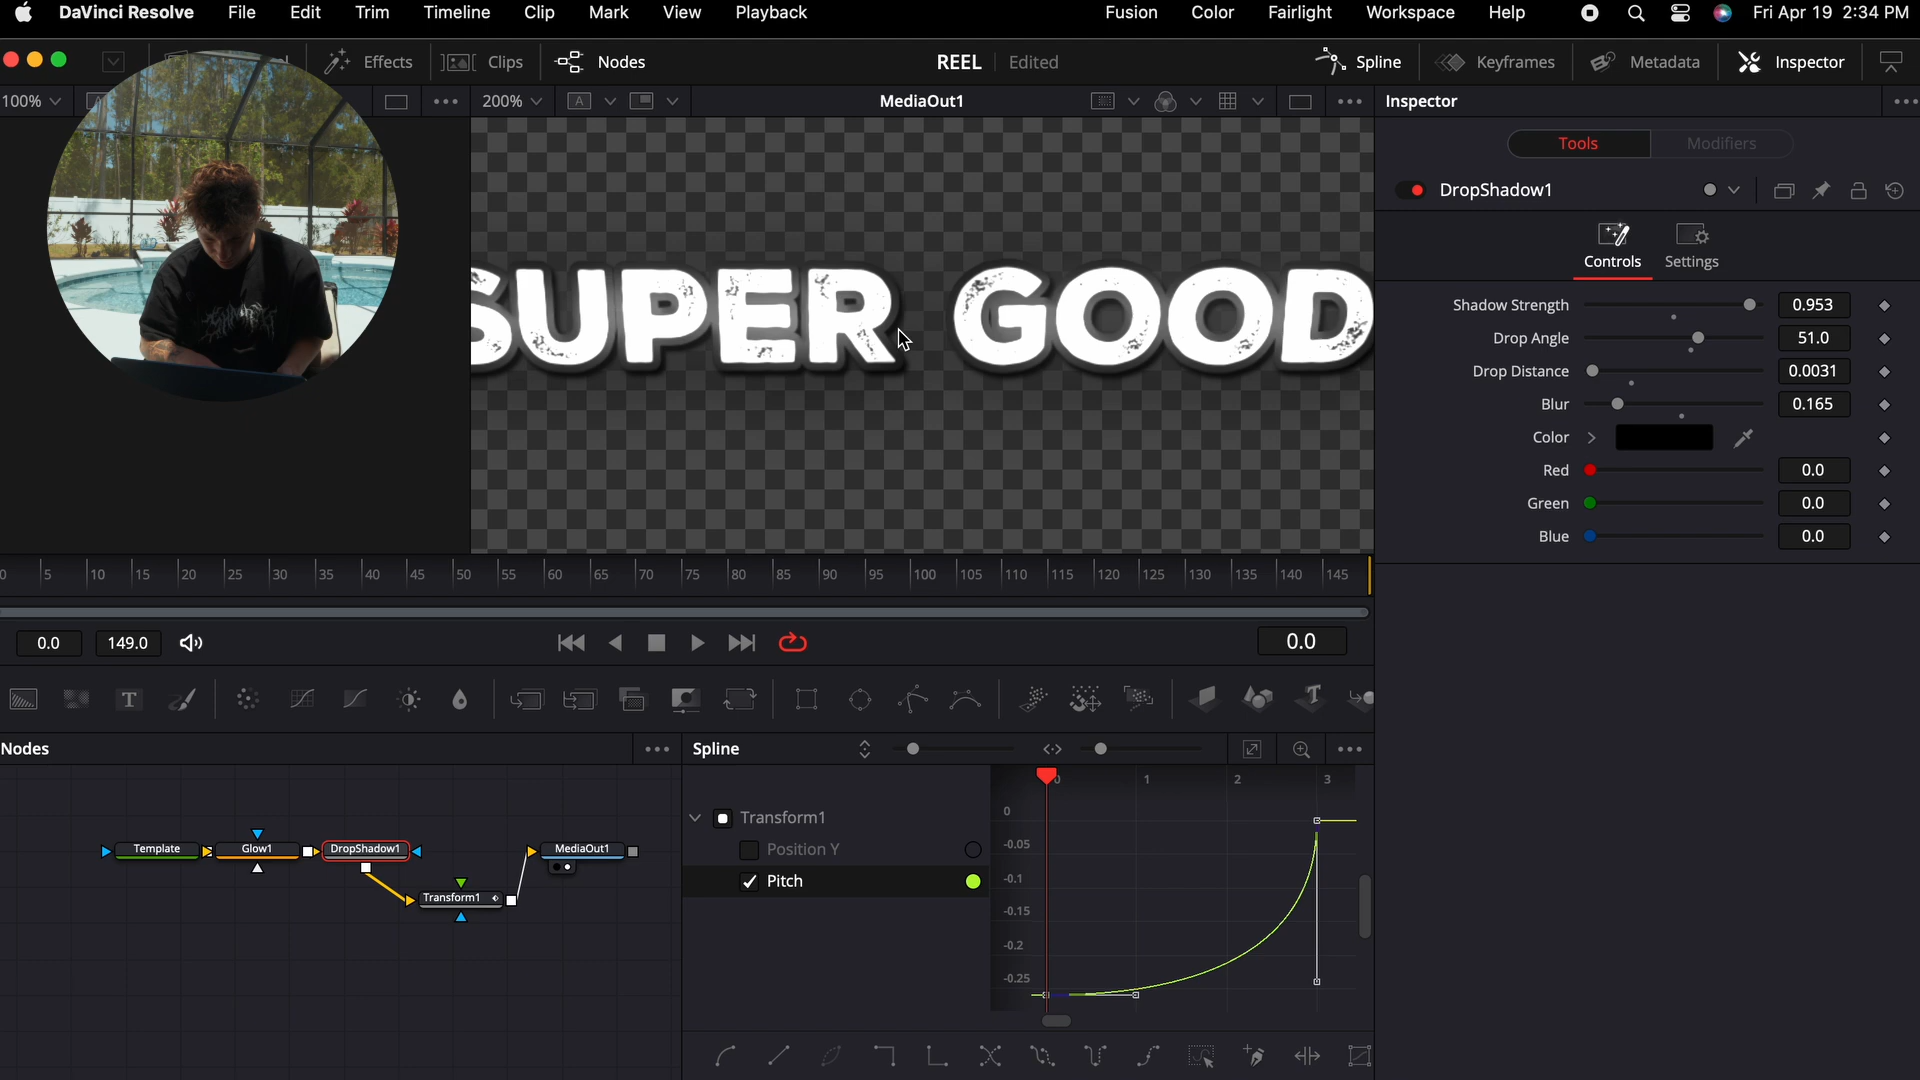 DaVinci Resolve File Edit Trim Timeline Clip Mark View Playback Fusion Color Fairlight Workspace Help Fri Apr 19 2:34 PM
Effects Clips Nodes REEL Edited Spline Keyframes Metadata Inspector
100% A 200% A MediaOut1 Inspector
Tools Modifiers
DropShadow1
Controls Settings
SUPER GOOD
Shadow Strength 0.953
Drop Angle 51.0
Drop Distance 0.0031
Blur 0.165
Color
Red 0.0
Green 0.0
Blue 0.0
0 5 10 15 20 25 30 35 40 45 50 55 60 65 70 75 80 85 90 95 100 105 110 115 120 125 130 135 140 145
0.0 149.0 0.0
T T
Nodes Spline
0 1 2 3
Transform1
Position Y
Pitch
0
-0.05
-0.1
-0.15
-0.2
-0.25
Template Glow1 DropShadow1 MediaOut1
Transform1